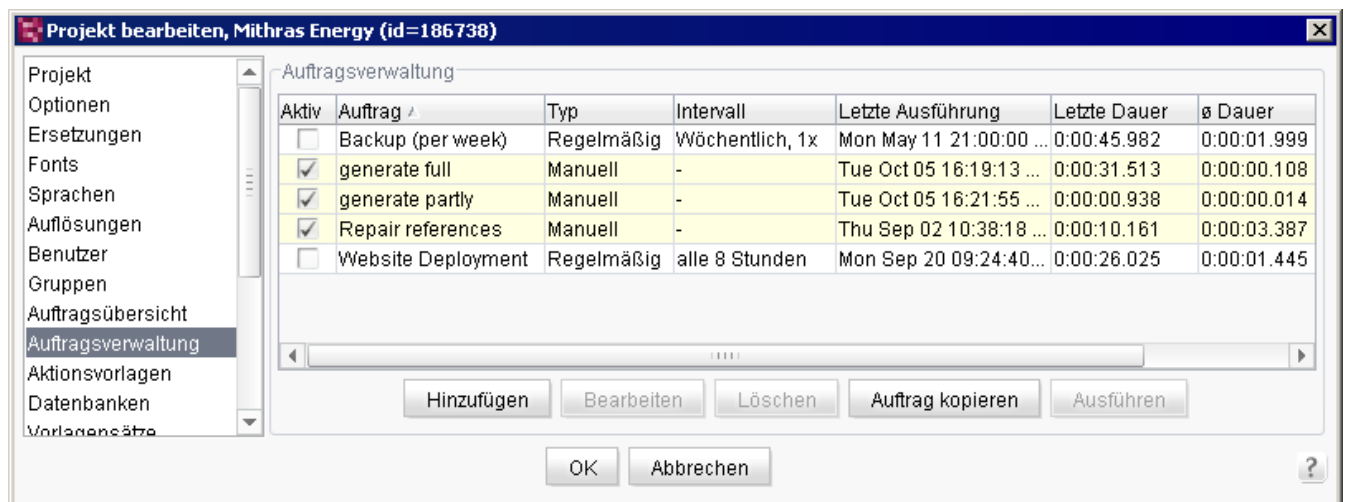 Projekt bearbeiten, Mithras Energy (id=186738)
Projekt
Optionen
Ersetzungen
Fonts
Sprachen
Auflösungen
Benutzer
Gruppen
Auftragsübersicht
Auftragsverwaltung
Aktionsvorlagen
Datenbanken
Vorlagensätze
Auftragsverwaltung
Aktiv Auftrag Typ Intervall Letzte Ausführung Letzte Dauer ø Dauer
Backup (per week) Regelmäßig Wöchentlich, 1x Mon May 11 21:00:00 ... 0:00:45.982 0:00:01.999
generate full Manuell - Tue Oct 05 16:19:13 ... 0:00:31.513 0:00:00.108
generate partly Manuell - Tue Oct 05 16:21:55 ... 0:00:00.938 0:00:00.014
Repair references Manuell - Thu Sep 02 10:38:18 ... 0:00:10.161 0:00:03.387
Website Deployment Regelmäßig alle 8 Stunden Mon Sep 20 09:24:40... 0:00:26.025 0:00:01.445
Hinzufügen Bearbeiten Löschen Auftrag kopieren Ausführen
OK Abbrechen ?